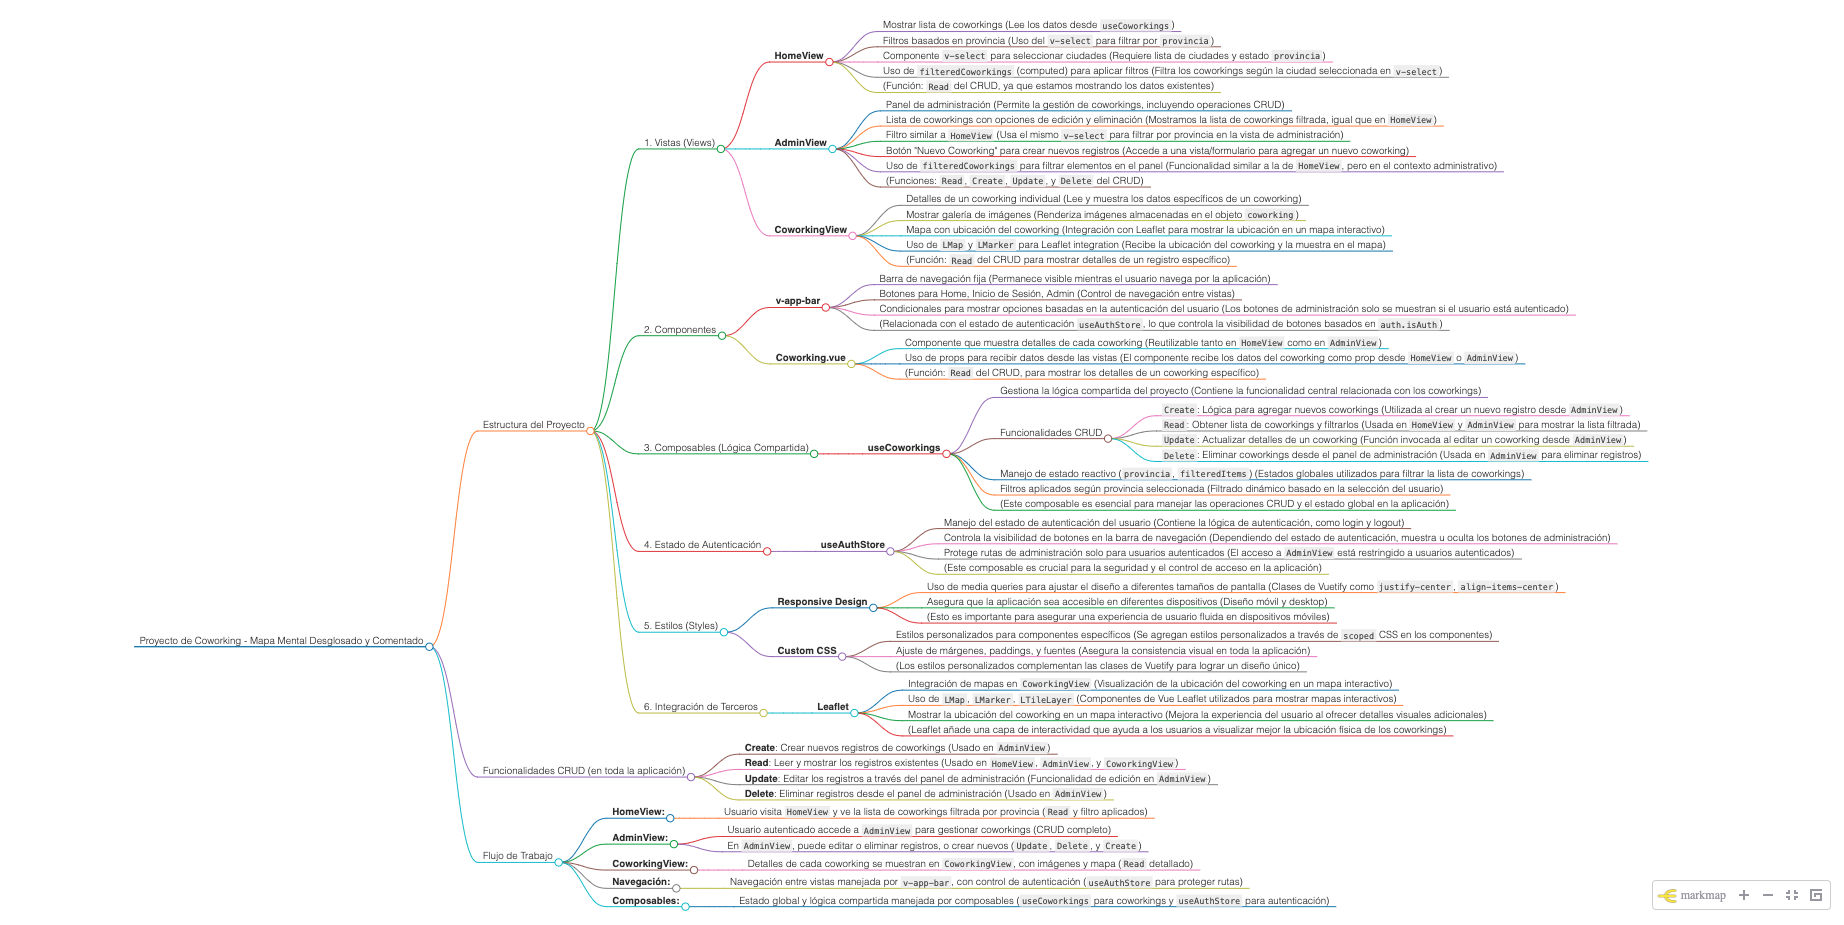 Proyecto de Coworking - Mapa Mental Desglosado y Comentado
Estructura del Proyecto
1. Vistas (Views)
HomeView
Mostrar lista de coworkings (Lee los datos desde useCoworkings)
Filtros basados en provincia (Uso del v-select para filtrar por provincia)
Componente v-select para seleccionar ciudades (Requiere lista de ciudades y estado provincia)
Uso de filteredCoworkings (computed) para aplicar filtros (Filtra los coworkings según la ciudad seleccionada en v-select)
(Función: Read del CRUD, ya que estamos mostrando los datos existentes)
AdminView
Panel de administración (Permite la gestión de coworkings, incluyendo operaciones CRUD)
Lista de coworkings con opciones de edición y eliminación (Mostramos la lista de coworkings filtrada, igual que en HomeView)
Filtro similar a HomeView (Usa el mismo v-select para filtrar por provincia en la vista de administración)
Botón "Nuevo Coworking" para crear nuevos registros (Accede a una vista/formulario para agregar un nuevo coworking)
Uso de filteredCoworkings para filtrar elementos en el panel (Funcionalidad similar a la de HomeView, pero en el contexto administrativo)
(Funciones: Read, Create, Update, y Delete del CRUD)
CoworkingView
Detalles de un coworking individual (Lee y muestra los datos específicos de un coworking)
Mostrar galería de imágenes (Renderiza imágenes almacenadas en el objeto coworking)
Mapa con ubicación del coworking (Integración con Leaflet para mostrar la ubicación en un mapa interactivo)
Uso de LMap y LMarker para Leaflet integration (Recibe la ubicación del coworking y la muestra en el mapa)
(Función: Read del CRUD para mostrar detalles de un registro específico)
2. Componentes
v-app-bar
Barra de navegación fija (Permanece visible mientras el usuario navega por la aplicación)
Botones para Home, Inicio de Sesión, Admin (Control de navegación entre vistas)
Condicionales para mostrar opciones basadas en la autenticación del usuario (Los botones de administración solo se muestran si el usuario está autenticado)
(Relacionada con el estado de autenticación useAuthStore, lo que controla la visibilidad de botones basados en auth.isAuth)
Coworking.vue
Componente que muestra detalles de cada coworking (Reutilizable tanto en HomeView como en AdminView)
Uso de props para recibir datos desde las vistas (El componente recibe los datos del coworking como prop desde HomeView o AdminView)
(Función: Read del CRUD, para mostrar los detalles de un coworking específico)
3. Composables (Lógica Compartida)
useCoworkings
Gestiona la lógica compartida del proyecto (Contiene la funcionalidad central relacionada con los coworkings)
Funcionalidades CRUD
Create: Lógica para agregar nuevos coworkings (Utilizada al crear un nuevo registro desde AdminView)
Read: Obtener lista de coworkings y filtrarlos (Usada en HomeView y AdminView para mostrar la lista filtrada)
Update: Actualizar detalles de un coworking (Función invocada al editar un coworking desde AdminView)
Delete: Eliminar coworkings desde el panel de administración (Usada en AdminView para eliminar registros)
Manejo de estado reactivo (provincia, filteredItems) (Estados globales utilizados para filtrar la lista de coworkings)
Filtros aplicados según provincia seleccionada (Filtrado dinámico basado en la selección del usuario)
(Este composable es esencial para manejar las operaciones CRUD y el estado global en la aplicación)
4. Estado de Autenticación
useAuthStore
Manejo del estado de autenticación del usuario (Contiene la lógica de autenticación, como login y logout)
Controla la visibilidad de botones en la barra de navegación (Dependiendo del estado de autenticación, muestra u oculta los botones de administración)
Protege rutas de administración solo para usuarios autenticados (El acceso a AdminView está restringido a usuarios autenticados)
(Este composable es crucial para la seguridad y el control de acceso en la aplicación)
5. Estilos (Styles)
Responsive Design
Uso de media queries para ajustar el diseño a diferentes tamaños de pantalla (Clases de Vuetify como justify-center, align-items-center)
Asegura que la aplicación sea accesible en diferentes dispositivos (Diseño móvil y desktop)
(Esto es importante para asegurar una experiencia de usuario fluida en dispositivos móviles)
Custom CSS
Estilos personalizados para componentes específicos (Se agregan estilos personalizados a través de scoped CSS en los componentes)
Ajuste de márgenes, paddings, y fuentes (Asegura la consistencia visual en toda la aplicación)
(Los estilos personalizados complementan las clases de Vuetify para lograr un diseño único)
6. Integración de Terceros
Leaflet
Integración de mapas en CoworkingView (Visualización de la ubicación del coworking en un mapa interactivo)
Uso de LMap, LMarker, LTileLayer (Componentes de Vue Leaflet utilizados para mostrar mapas interactivos)
Mostrar la ubicación del coworking en un mapa interactivo (Mejora la experiencia del usuario al ofrecer detalles visuales adicionales)
(Leaflet añade una capa de interactividad que ayuda a los usuarios a visualizar mejor la ubicación física de los coworkings)
Funcionalidades CRUD (en toda la aplicación)
Create: Crear nuevos registros de coworkings (Usado en AdminView)
Read: Leer y mostrar los registros existentes (Usado en HomeView, AdminView, y CoworkingView)
Update: Editar los registros a través del panel de administración (Funcionalidad de edición en AdminView)
Delete: Eliminar registros desde el panel de administración (Usado en AdminView)
Flujo de Trabajo
HomeView:
Usuario visita HomeView y ve la lista de coworkings filtrada por provincia (Read y filtro aplicados)
AdminView:
Usuario autenticado accede a AdminView para gestionar coworkings (CRUD completo)
En AdminView, puede editar o eliminar registros, o crear nuevos (Update, Delete, y Create)
CoworkingView:
Detalles de cada coworking se muestran en CoworkingView, con imágenes y mapa (Read detallado)
Navegación:
Navegación entre vistas manejada por v-app-bar, con control de autenticación (useAuthStore para proteger rutas)
Composables:
Estado global y lógica compartida manejada por composables (useCoworkings para coworkings y useAuthStore para autenticación)
markmap